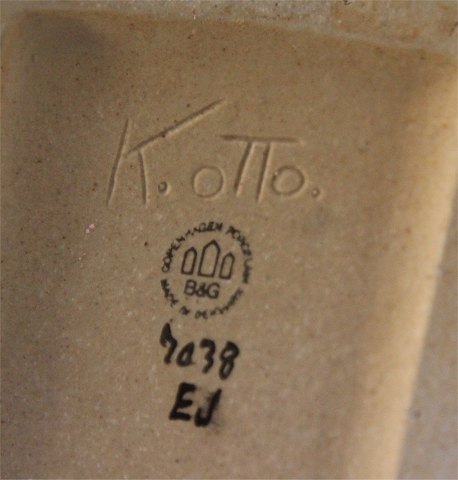 K. OTTO.
COPENHAGEN PORCELAIN
MADE IN DENMARK
B&G
7038
EJ